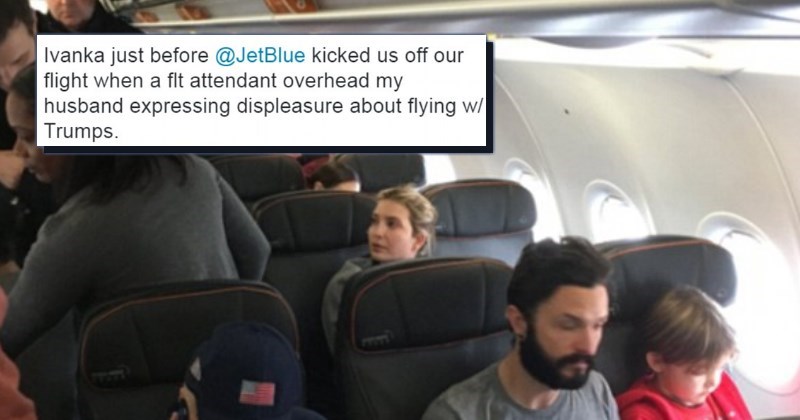 Ivanka just before @JetBlue kicked us off our
flight when a flt attendant overhead my
husband expressing displeasure about flying w/
Trumps.